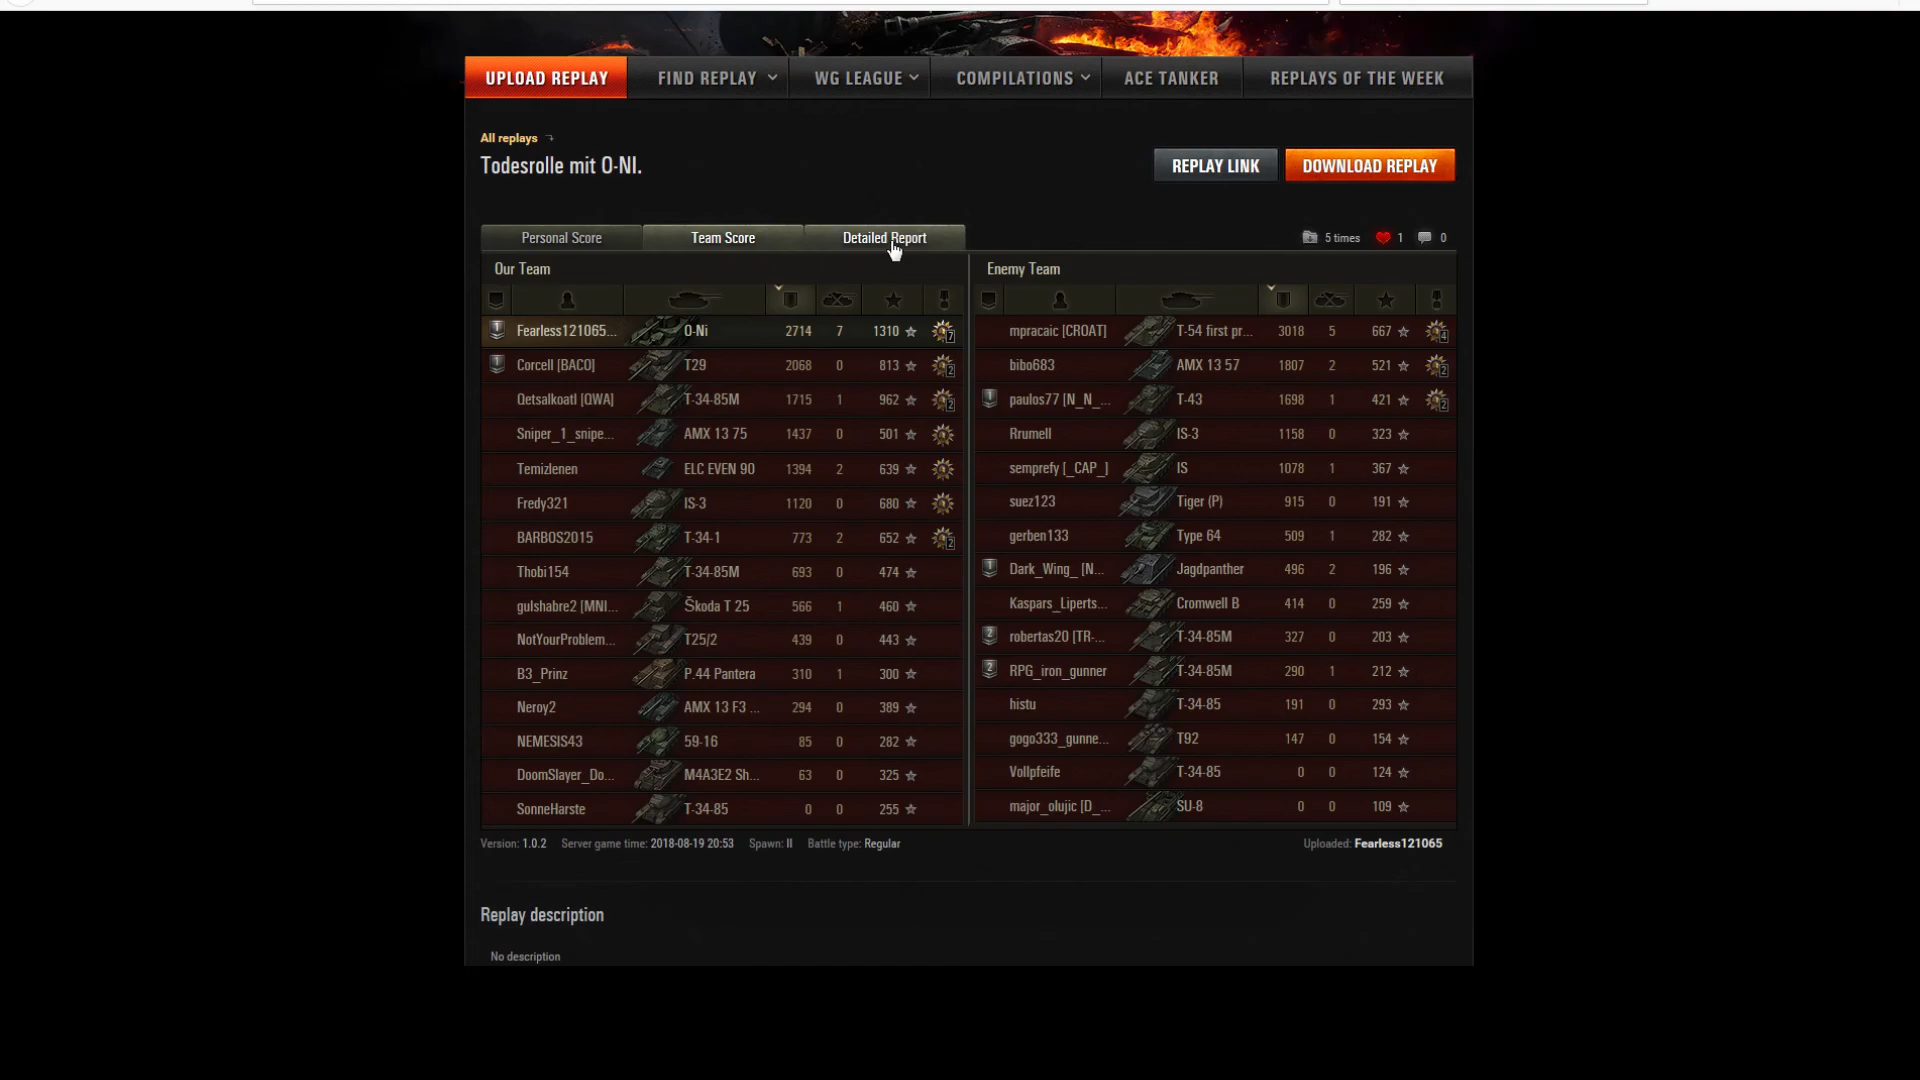 UPLOAD REPLAY FIND REPLAY WG LEAGUE COMPILATIONS ACE TANKER REPLAYS OF THE WEEK
All replays
Todesrolle mit O-NI. REPLAY LINK DOWNLOAD REPLAY
Personal Score Team Score Detailed Report 5 times 1 0
Our Team Enemy Team
Fearless121065... O-Ni 2714 7 1310 7 mpracaic [CROAT] T-54 first pr... 3018 5 667 4
Corcell [BACO] T29 2068 0 813 2 bibo683 AMX 13 57 1807 2 521 2
Qetsalkoatl [QWA] T-34-85M 1715 1 962 2 paulos77 [N_N_... T-43 1698 1 421 2
Sniper_1_snipe... AMX 13 75 1437 0 501 Rrumell IS-3 1158 0 323
Temizlenen ELC EVEN 90 1394 2 639 semprefy [_CAP_] IS 1078 1 367
Fredy321 IS-3 1120 0 680 suez123 Tiger (P) 915 0 191
BARBOS2015 T-34-1 773 2 652 2 gerben133 Type 64 509 1 282
Thobi154 T-34-85M 693 0 474 Dark_Wing_ [N... Jagdpanther 496 2 196
gulshabre2 [MNI... Škoda T 25 566 1 460 Kaspars_Liperts... Cromwell B 414 0 259
NotYourProblem... T25/2 439 0 443 2 robertas20 [TR-... T-34-85M 327 0 203
B3_Prinz P.44 Pantera 310 1 300 2 RPG_iron_gunner T-34-85M 290 1 212
Neroy2 AMX 13 F3 ... 294 0 389 histu T-34-85 191 0 293
NEMESIS43 59-16 85 0 282 gogo333_gunne... T92 147 0 154
DoomSlayer_Do... M4A3E2 Sh... 63 0 325 Vollpfeife T-34-85 0 0 124
SonneHarste T-34-85 0 0 255 major_olujic [D_... SU-8 0 0 109
Version: 1.0.2 Server game time: 2018-08-19 20:53 Spawn: II Battle type: Regular Uploaded: Fearless121065
Replay description
No description